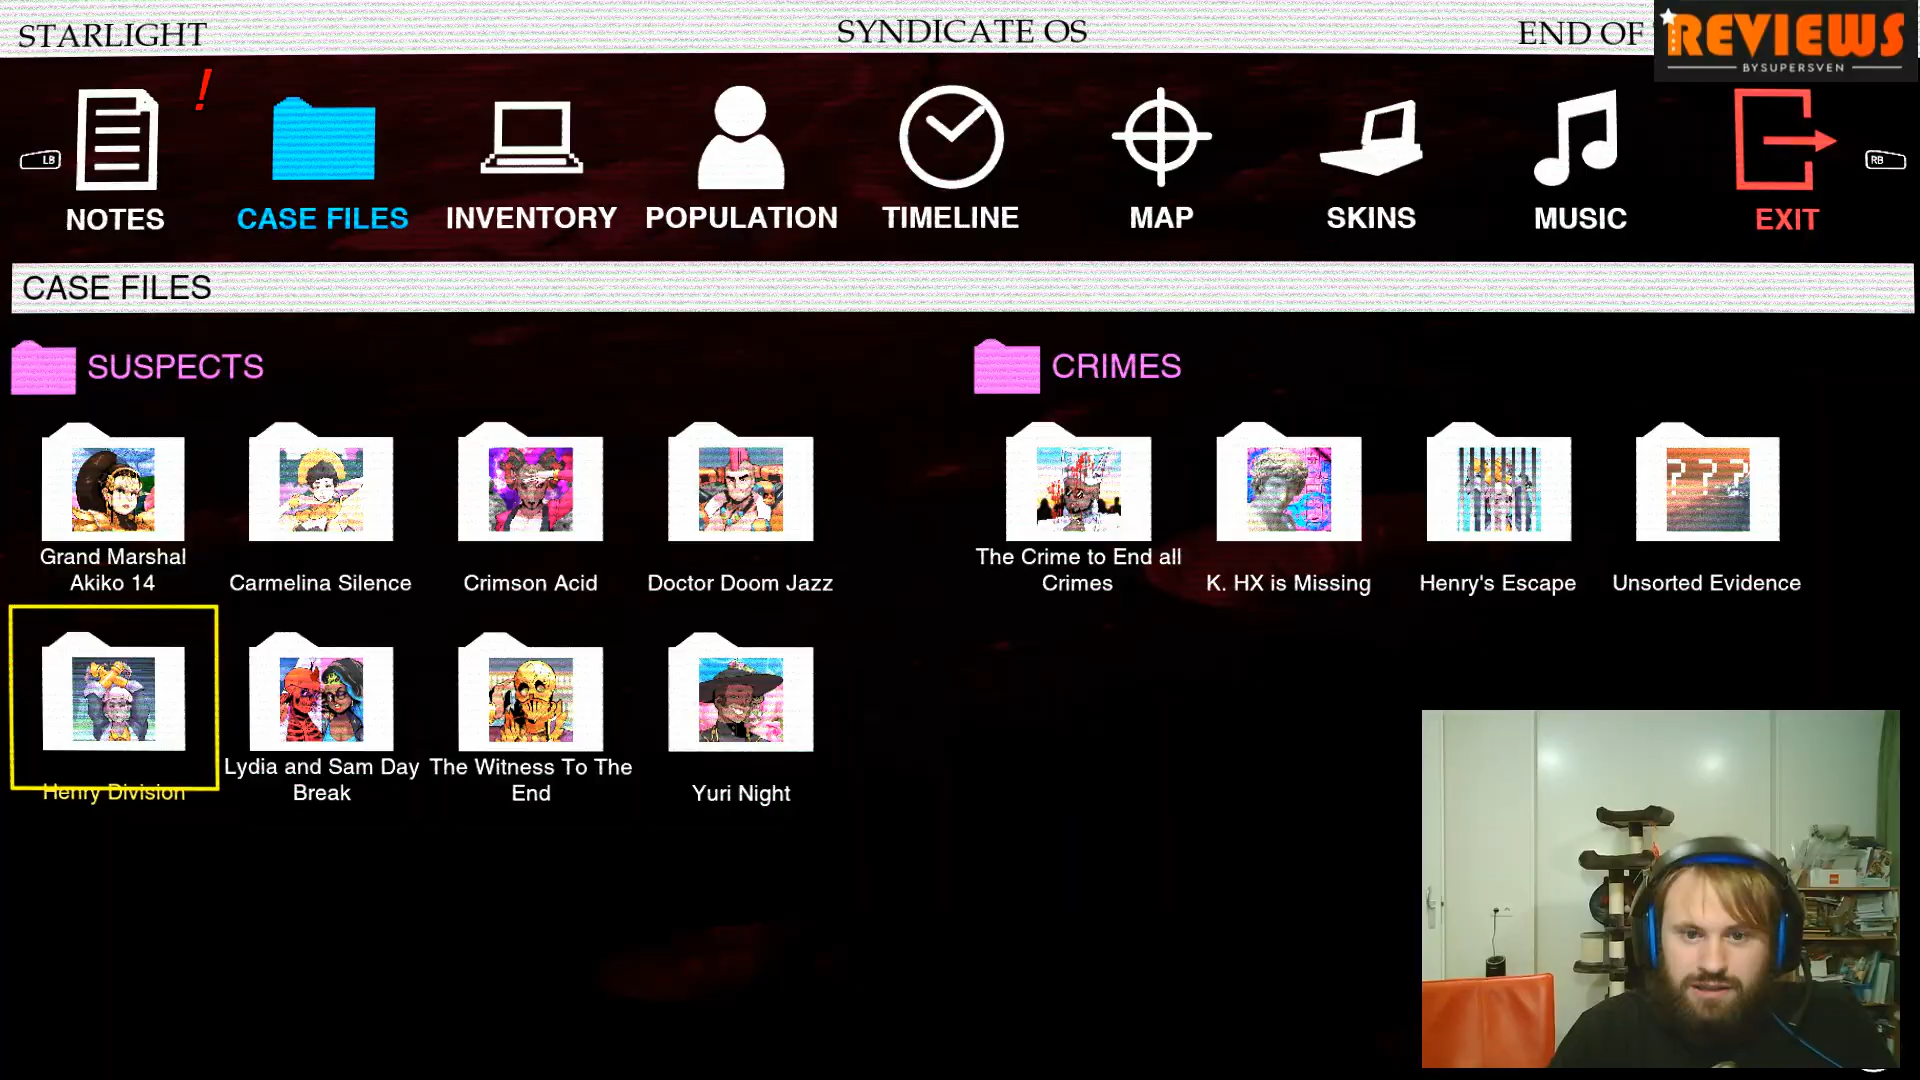 STARLIGHT
SYNDICATE OS
END OF
REVIEWS
BYSUPERSVEN
!
LB
NOTES
CASE FILES
INVENTORY
POPULATION
TIMELINE
MAP
SKINS
MUSIC
EXIT
RB
CASE FILES
SUSPECTS
CRIMES
???
Grand Marshal
Akiko 14
Carmelina Silence
Crimson Acid
Doctor Doom Jazz
The Crime to End all
Crimes
K. HX is Missing
Henry's Escape
Unsorted Evidence
Henry Division
Lydia and Sam Day
Break
The Witness To The
End
Yuri Night